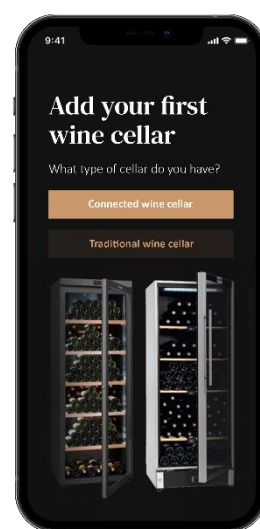 9:41
Add your first
wine cellar
What type of cellar do you have?
Connected wine cellar
Traditional wine cellar